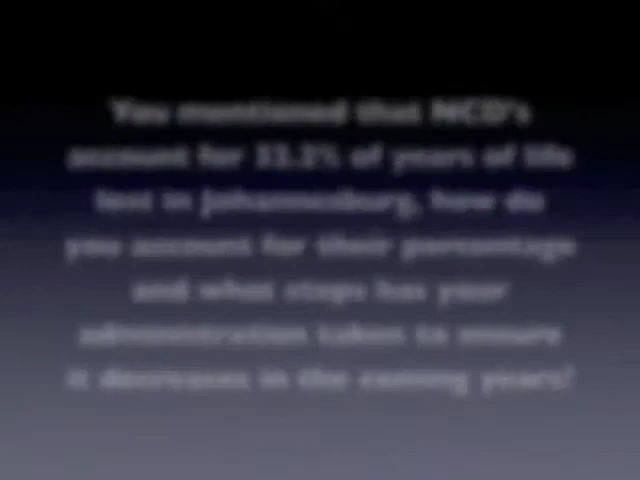 You mentioned that NCD's
account for of years of life
lost in Johannesburg, how do
you account for their percentage
and what steps has your
administration taken to ensure
it decreases in the coming years?